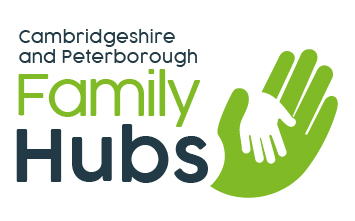 Cambridgeshire
and Peterborough
Family
Hubs